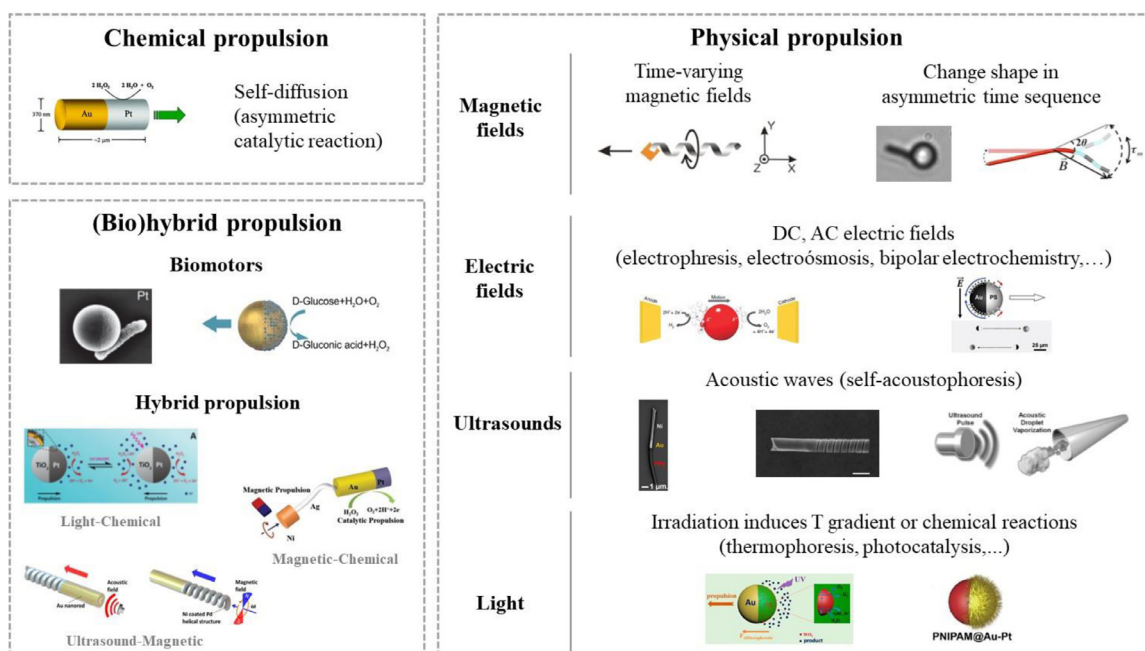 Chemical propulsion
2 H₂O₂ 2 H₂O + O₂
370 nm
Au
Pt
~2 μm
Self-diffusion
(asymmetric
catalytic reaction)
(Bio)hybrid propulsion
Biomotors
Pt
D-Glucose+H₂O+O₂
D-Gluconic acid+H₂O₂
Hybrid propulsion
A
TiO₂ Pt
TiO₂ Pt
Propulsion
Propulsion
Light-Chemical
Magnetic Propulsion
Au
Pt
Ag
Ni
H₂O₂ O₂+2H⁺+2e
Catalytic Propulsion
Magnetic-Chemical
Acoustic
field
Au nanorod
Magnetic
field
Ni coated Pd
helical structure
Ultrasound-Magnetic
Physical propulsion
Magnetic
fields
Time-varying
magnetic fields
Y
Z
X
Change shape in
asymmetric time sequence
2θ
B
Electric
fields
DC, AC electric fields
(electrophresis, electroósmosis, bipolar electrochemistry,…)
Anode
Motion
Cathode
H₂
2H₂O
O₂
E
Au PS
25 μm
Ultrasounds
Acoustic waves (self-acoustophoresis)
Ni
Au
1 μm
Ultrasound
Pulse
Acoustic
Droplet
Vaporization
Light
Irradiation induces T gradient or chemical reactions
(thermophoresis, photocatalysis,...)
propulsion
UV
Au
WO₃
product
PNIPAM@Au-Pt